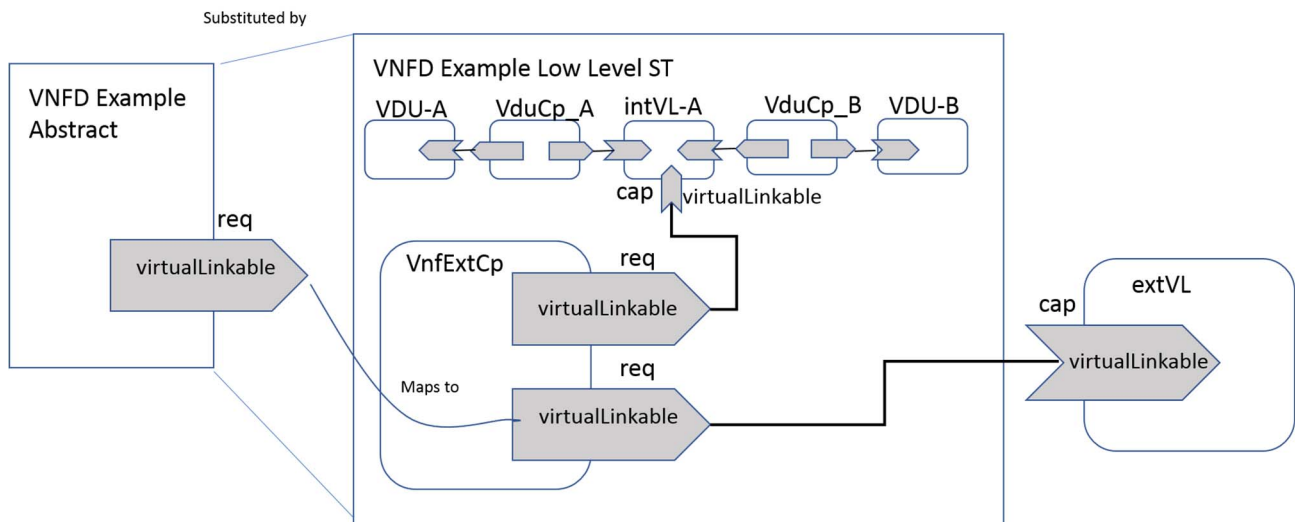 Substituted by
VNFD Example
Abstract
req
virtualLinkable
VNFD Example Low Level ST
VDU-A
VduCp_A
intVL-A
VduCp_B
VDU-B
cap
virtualLinkable
VnfExtCp
req
virtualLinkable
req
Maps to
virtualLinkable
extVL
cap
virtualLinkable